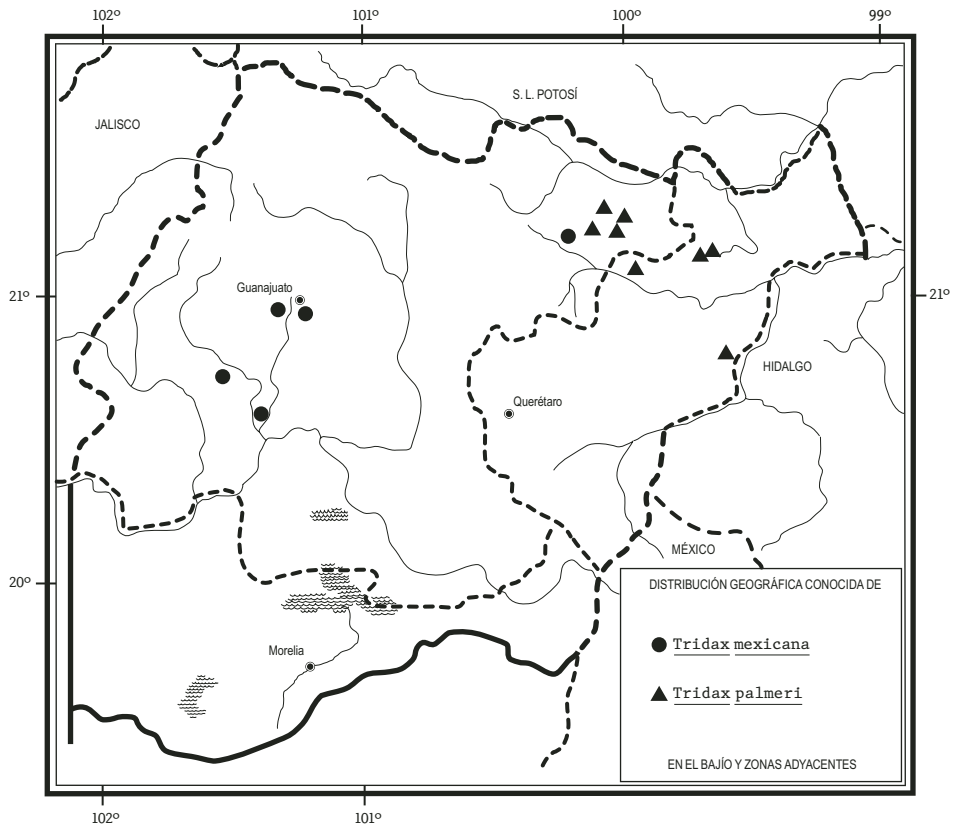 102º 101º 100º 99º
S. L. POTOSÍ
JALISCO
Guanajuato
21º 21º
HIDALGO
Querétaro
MÉXICO
20º
DISTRIBUCIÓN GEOGRÁFICA CONOCIDA DE
Tridax mexicana
Morelia
Tridax palmeri
EN EL BAJÍO Y ZONAS ADYACENTES
102º 101º